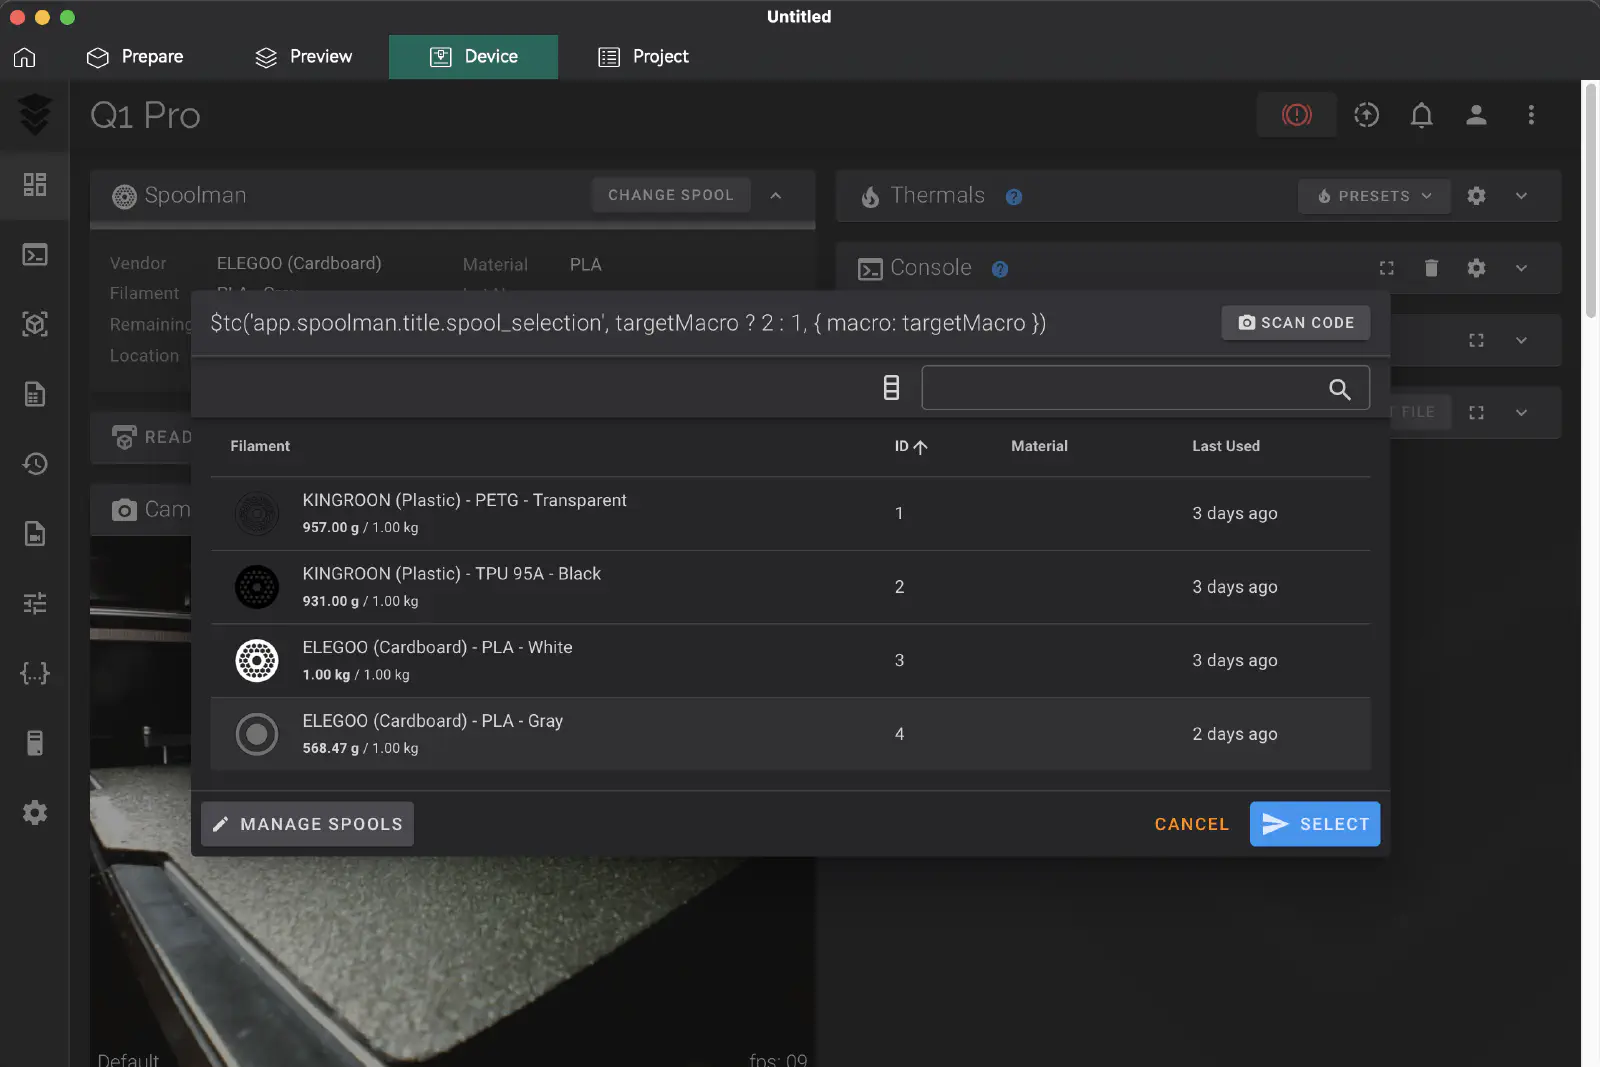 Untitled
Prepare
Preview
Device
Project
Q1 Pro
Spoolman
CHANGE SPOOL
Thermals
PRESETS
Vendor
ELEGOO (Cardboard)
Material
PLA
Console
Filament
Remaining
Location
$tc('app.spoolman.title.spool_selection', targetMacro ? 2 : 1, { macro: targetMacro })
SCAN CODE
FILE
READ
Cam
Filament
ID
Material
Last Used
KINGROON (Plastic) - PETG - Transparent
957.00 g / 1.00 kg
1
3 days ago
KINGROON (Plastic) - TPU 95A - Black
931.00 g / 1.00 kg
2
3 days ago
ELEGOO (Cardboard) - PLA - White
1.00 kg / 1.00 kg
3
3 days ago
ELEGOO (Cardboard) - PLA - Gray
568.47 g / 1.00 kg
4
2 days ago
MANAGE SPOOLS
CANCEL
SELECT
Default
fps: 09